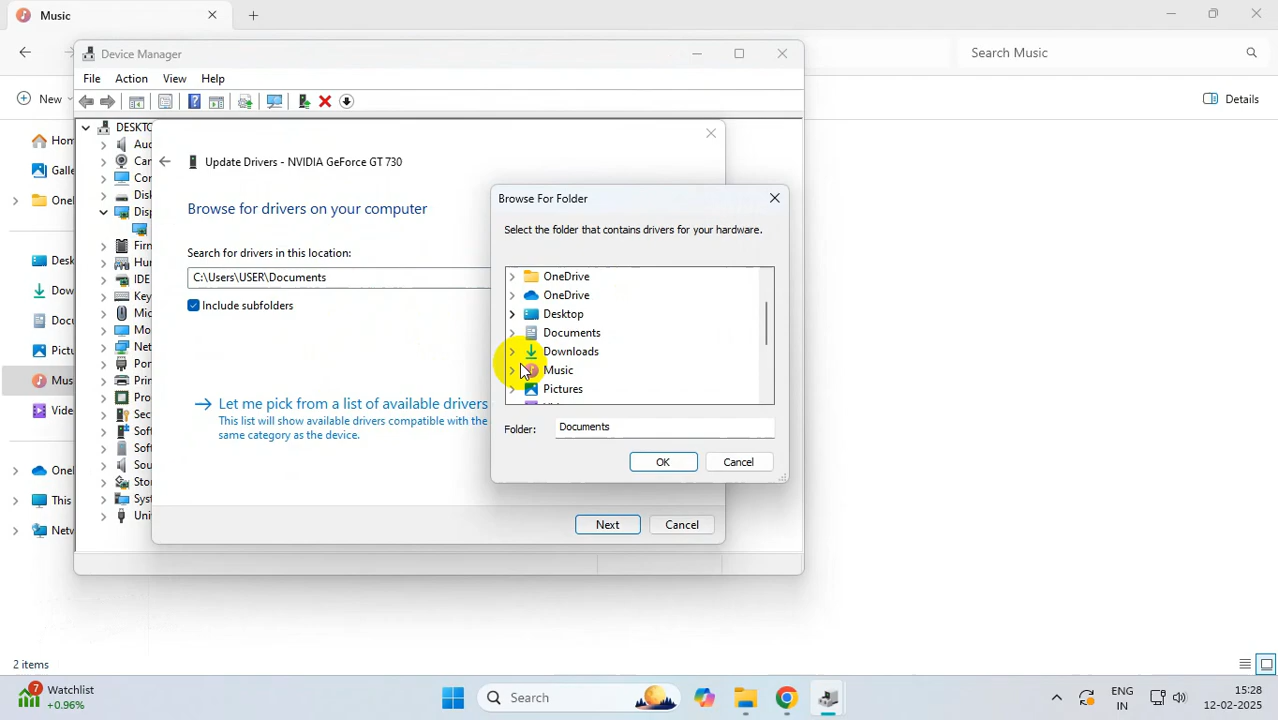 Music
Search Music
New
Details
Device Manager
File Action View Help
Update Drivers - NVIDIA GeForce GT 730
Browse for drivers on your computer
Search for drivers in this location:
C:\Users\USER\Documents
Include subfolders
Let me pick from a list of available drivers
This list will show available drivers compatible with the
same category as the device.
Next
Cancel
Browse For Folder
Select the folder that contains drivers for your hardware.
OneDrive
OneDrive
Desktop
Documents
Downloads
Music
Pictures
Folder: Documents
OK
Cancel
2 items
Watchlist
+0.96%
7
Search
ENG
IN
15:28
12-02-2025